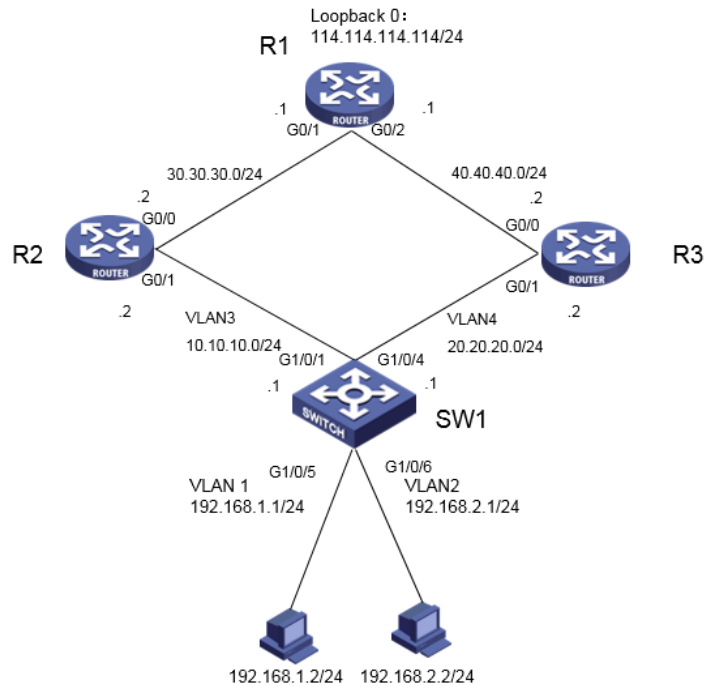 Loopback 0：
114.114.114.114/24
R1
.1
.1
ROUTER
G0/1
G0/2
30.30.30.0/24
40.40.40.0/24
.2
.2
G0/0
G0/0
R2
ROUTER
ROUTER
R3
G0/1
G0/1
.2
.2
VLAN3
VLAN4
10.10.10.0/24
20.20.20.0/24
G1/0/1
G1/0/4
.1
.1
SWITCH
SW1
G1/0/5
G1/0/6
VLAN 1
VLAN2
192.168.1.1/24
192.168.2.1/24
192.168.1.2/24
192.168.2.2/24